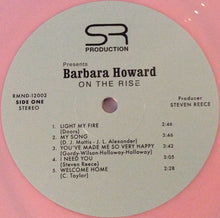 SR
PRODUCTION
Presents
Barbara Howard
ON THE RISE
RMND-12002
SIDE ONE
STEREO
Producer
STEVEN REECE
1. LIGHT MY FIRE 3:46
(Doors)
2. MY SONG 4:46
(D. J. Mattis - J. L. Alexander)
3. YOU'VE MADE ME SO VERY HAPPY 3:42
(Gordy-Wilson-Holloway-Holloway)
4. I NEED YOU 3:05
(Steven Reece)
5. WELCOME HOME 2:28
(C. Taylor)